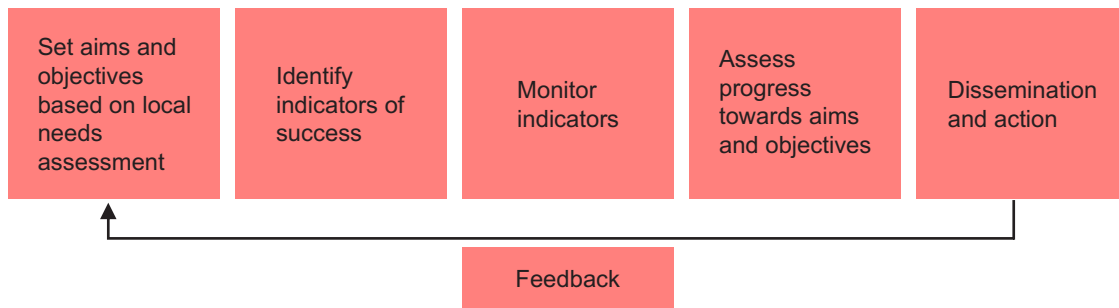 Set aims and
objectives
based on local
needs
assessment
Identify
indicators of
success
Monitor
indicators
Assess
progress
towards aims
and objectives
Dissemination
and action
Feedback